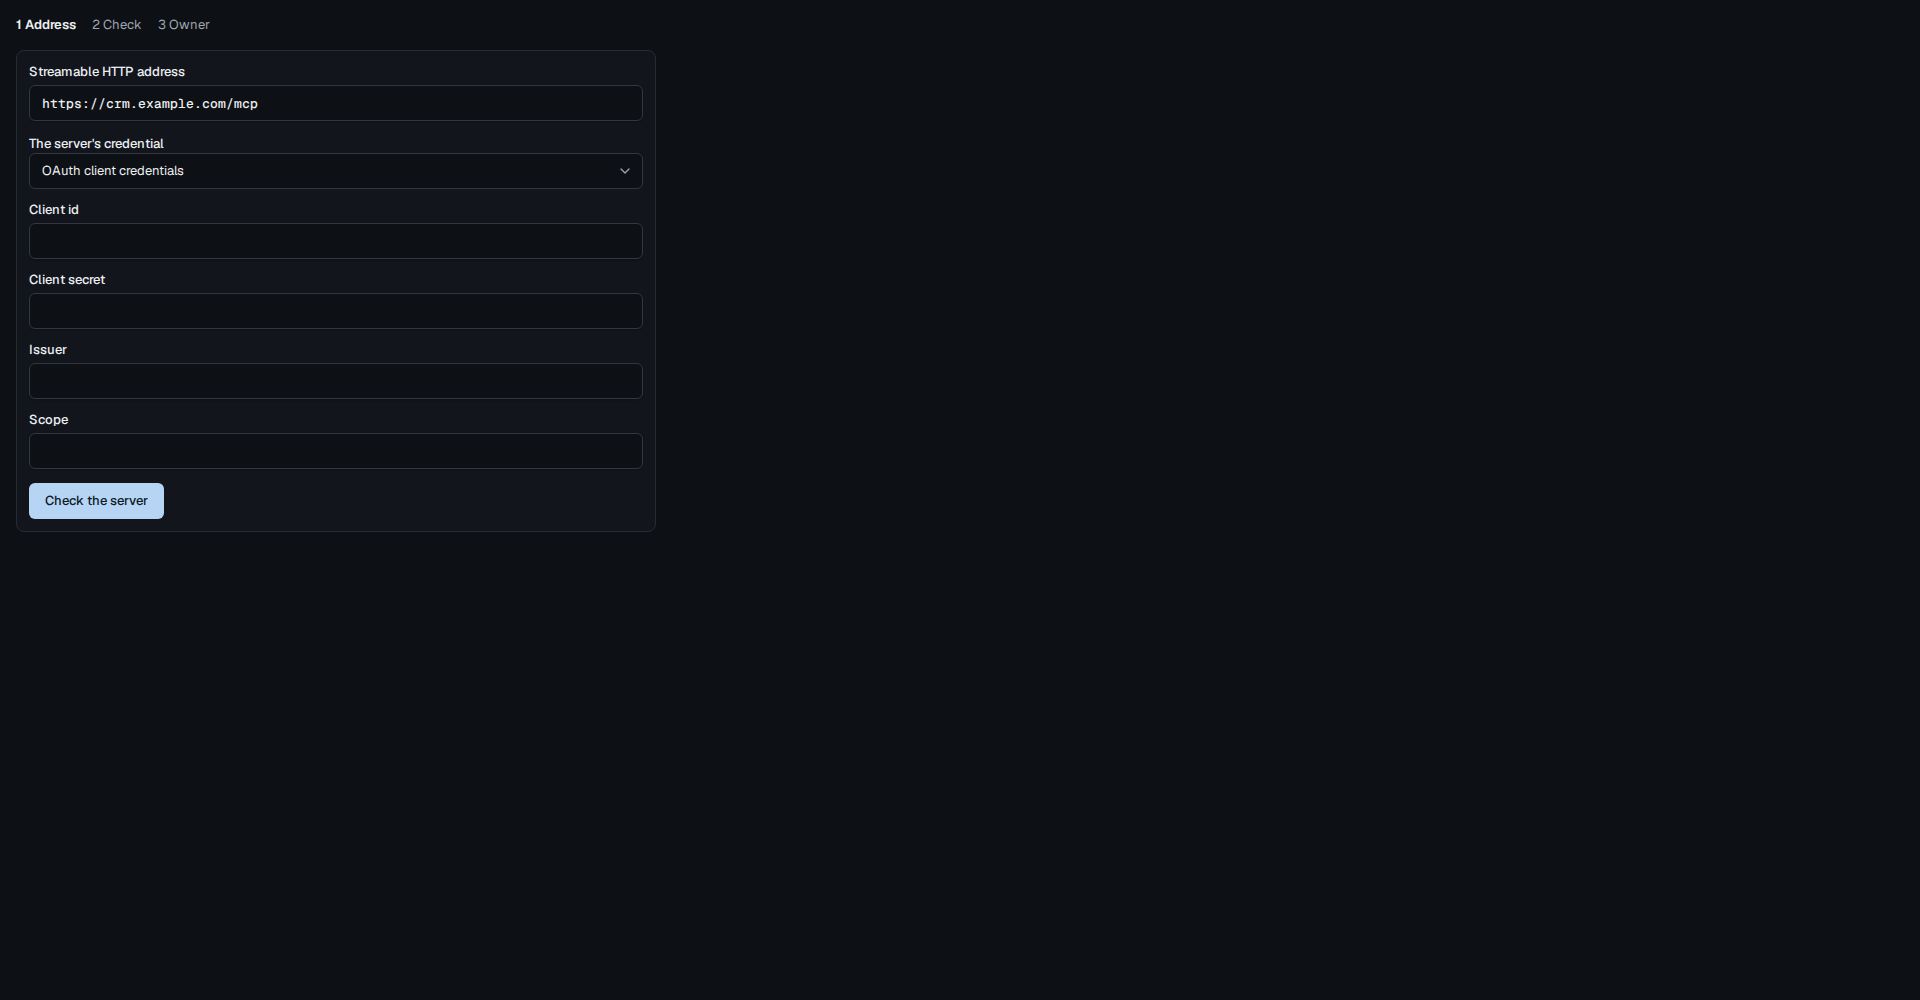 1 Address 2 Check 3 Owner
Streamable HTTP address
https://crm.example.com/mcp
The server's credential
OAuth client credentials
Client id
Client secret
Issuer
Scope
Check the server